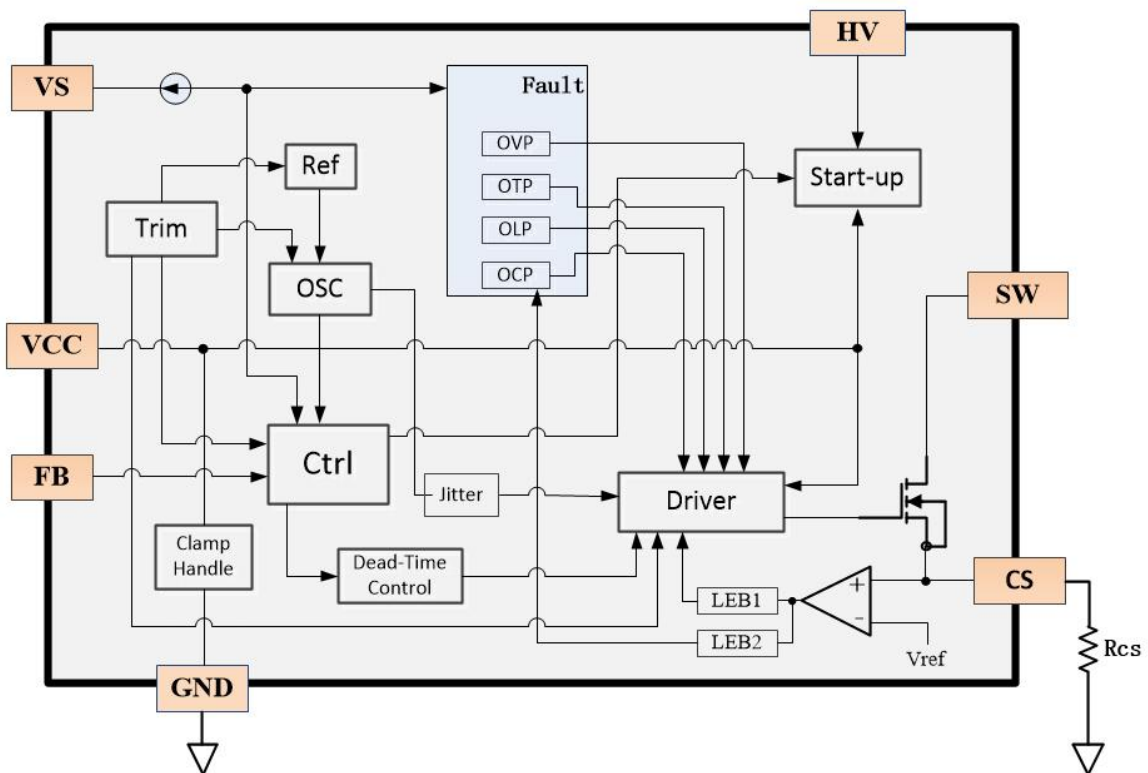 HV
VS
Fault
OVP
Ref
OTP
Start-up
Trim
OLP
OSC
OCP
SW
VCC
Ctrl
FB
Jitter
Driver
Clamp
Handle
Dead-Time
Control
CS
LEB1
+
-
LEB2
Vref
Rcs
GND